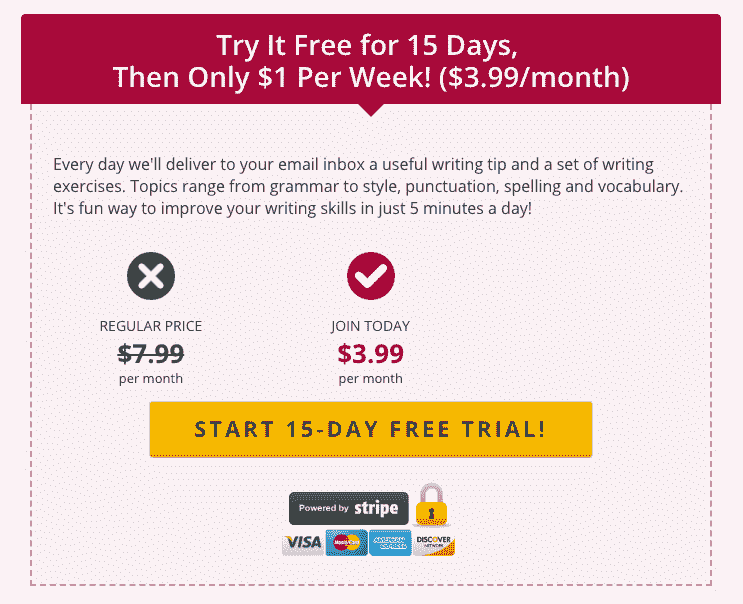 Try It Free for 15 Days,
Then Only $1 Per Week! ($3.99/month)
Every day we'll deliver to your email inbox a useful writing tip and a set of writing
exercises. Topics range from grammar to style, punctuation, spelling and vocabulary.
It's fun way to improve your writing skills in just 5 minutes a day!
REGULAR PRICE
$7.99
per month
JOIN TODAY
$3.99
per month
START 15-DAY FREE TRIAL!
Powered by stripe
VISA MasterCard AMERICAN EXPRESS DISCOVER NETWORK